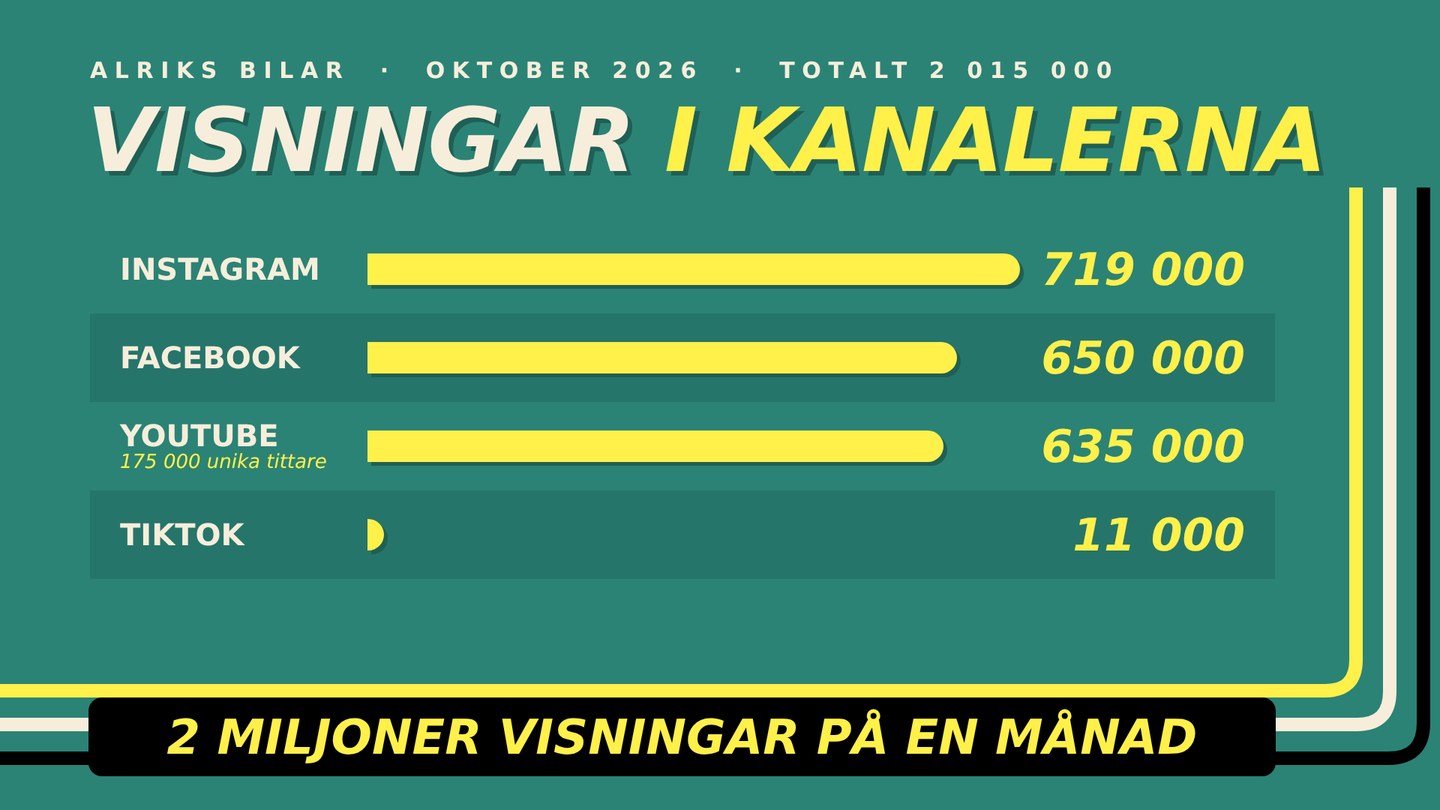 ALRIKS BILAR · OKTOBER 2026 · TOTALT 2 015 000
VISNINGAR I KANALERNA
INSTAGRAM 719 000
FACEBOOK 650 000
YOUTUBE 635 000
175 000 unika tittare
TIKTOK 11 000
2 MILJONER VISNINGAR PÅ EN MÅNAD